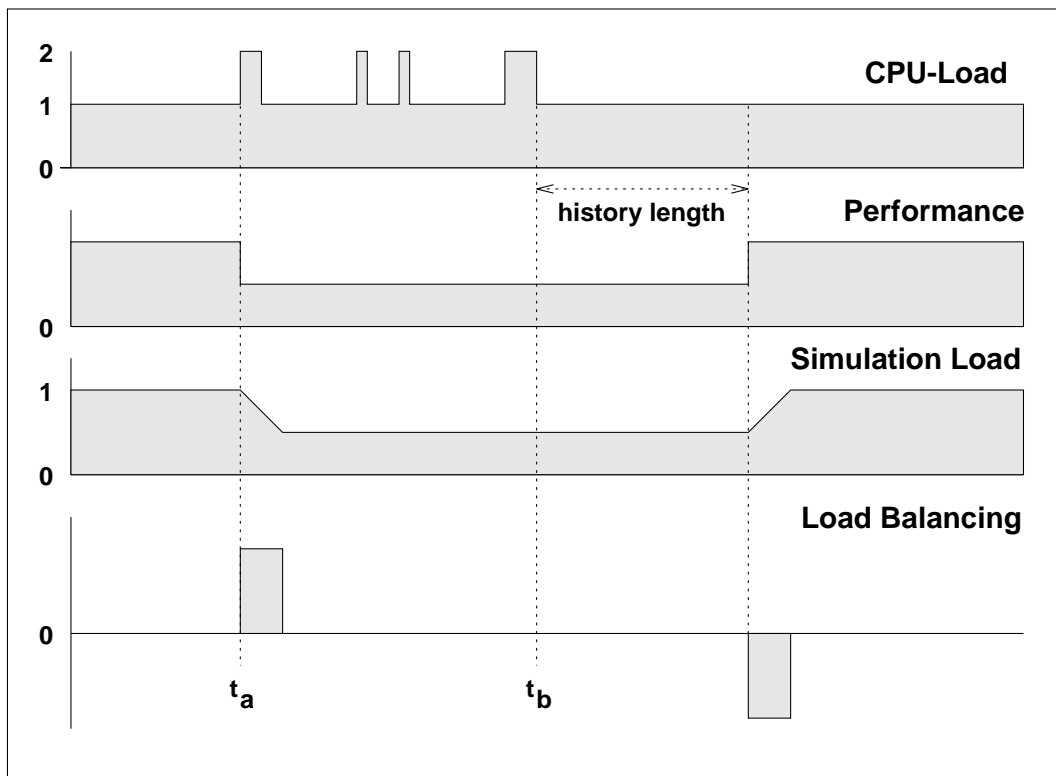 2
CPU-Load
1
0
history length
Performance
0
Simulation Load
1
0
Load Balancing
0
t_a
t_b